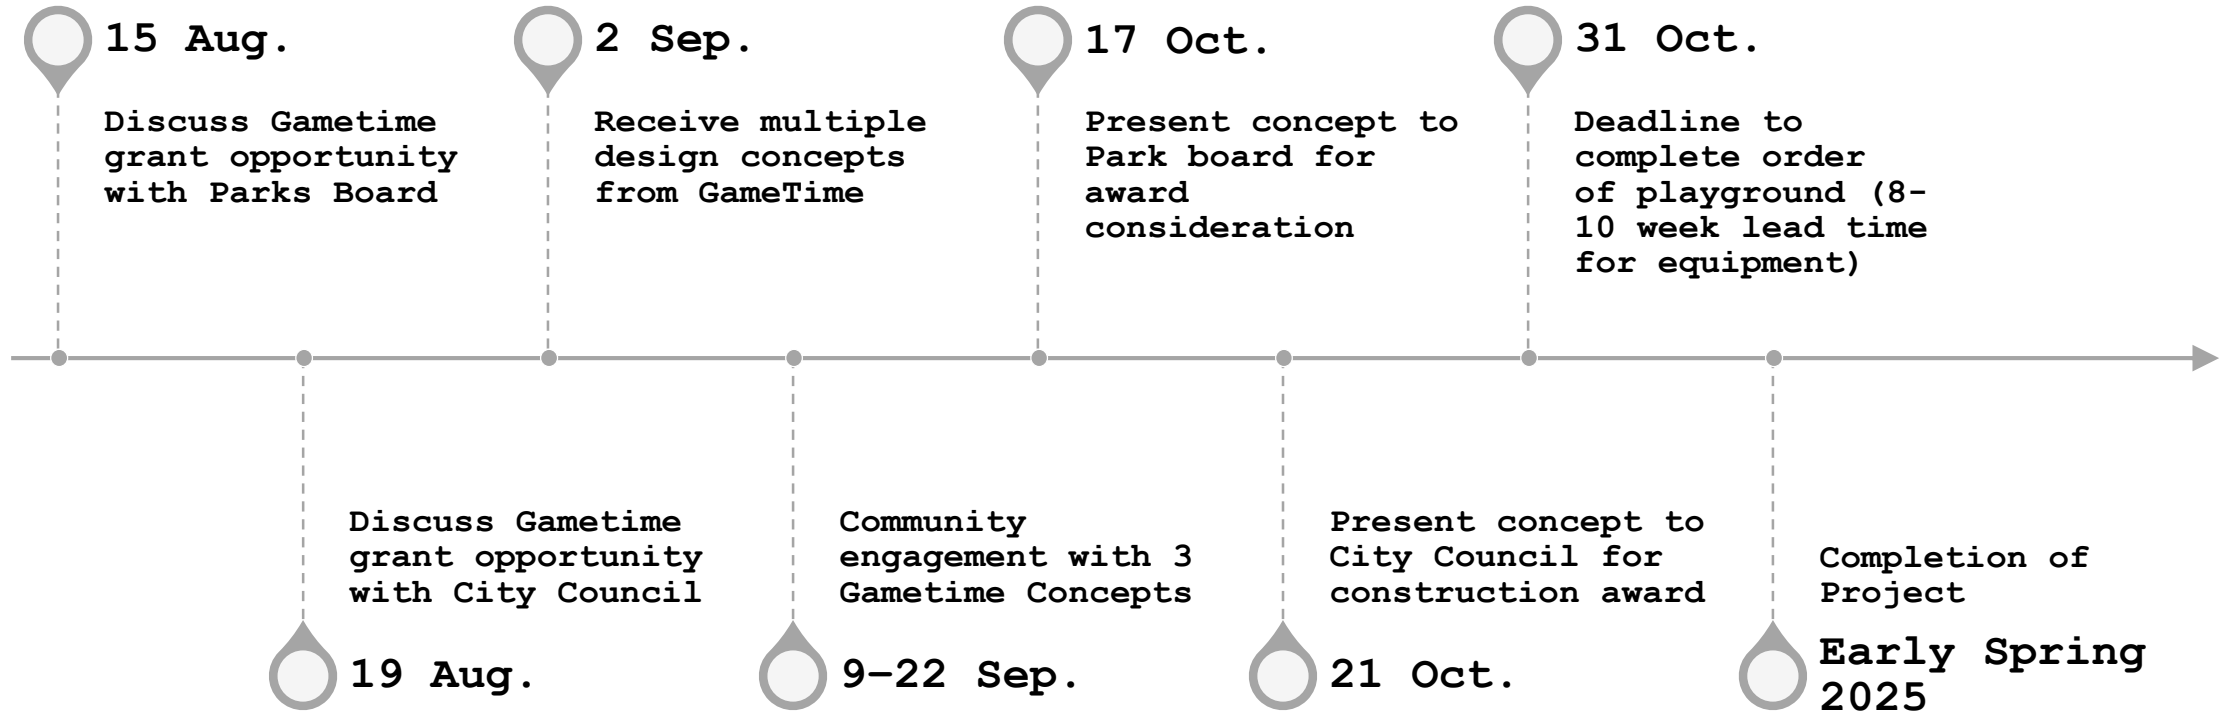 15 Aug.
Discuss Gametime
grant opportunity
with Parks Board
2 Sep.
Receive multiple
design concepts
from GameTime
17 Oct.
Present concept to
Park board for
award
consideration
31 Oct.
Deadline to
complete order
of playground (8-
10 week lead time
for equipment)
Discuss Gametime
grant opportunity
with City Council
19 Aug.
Community
engagement with 3
Gametime Concepts
9–22 Sep.
Present concept to
City Council for
construction award
21 Oct.
Completion of
Project
Early Spring
2025